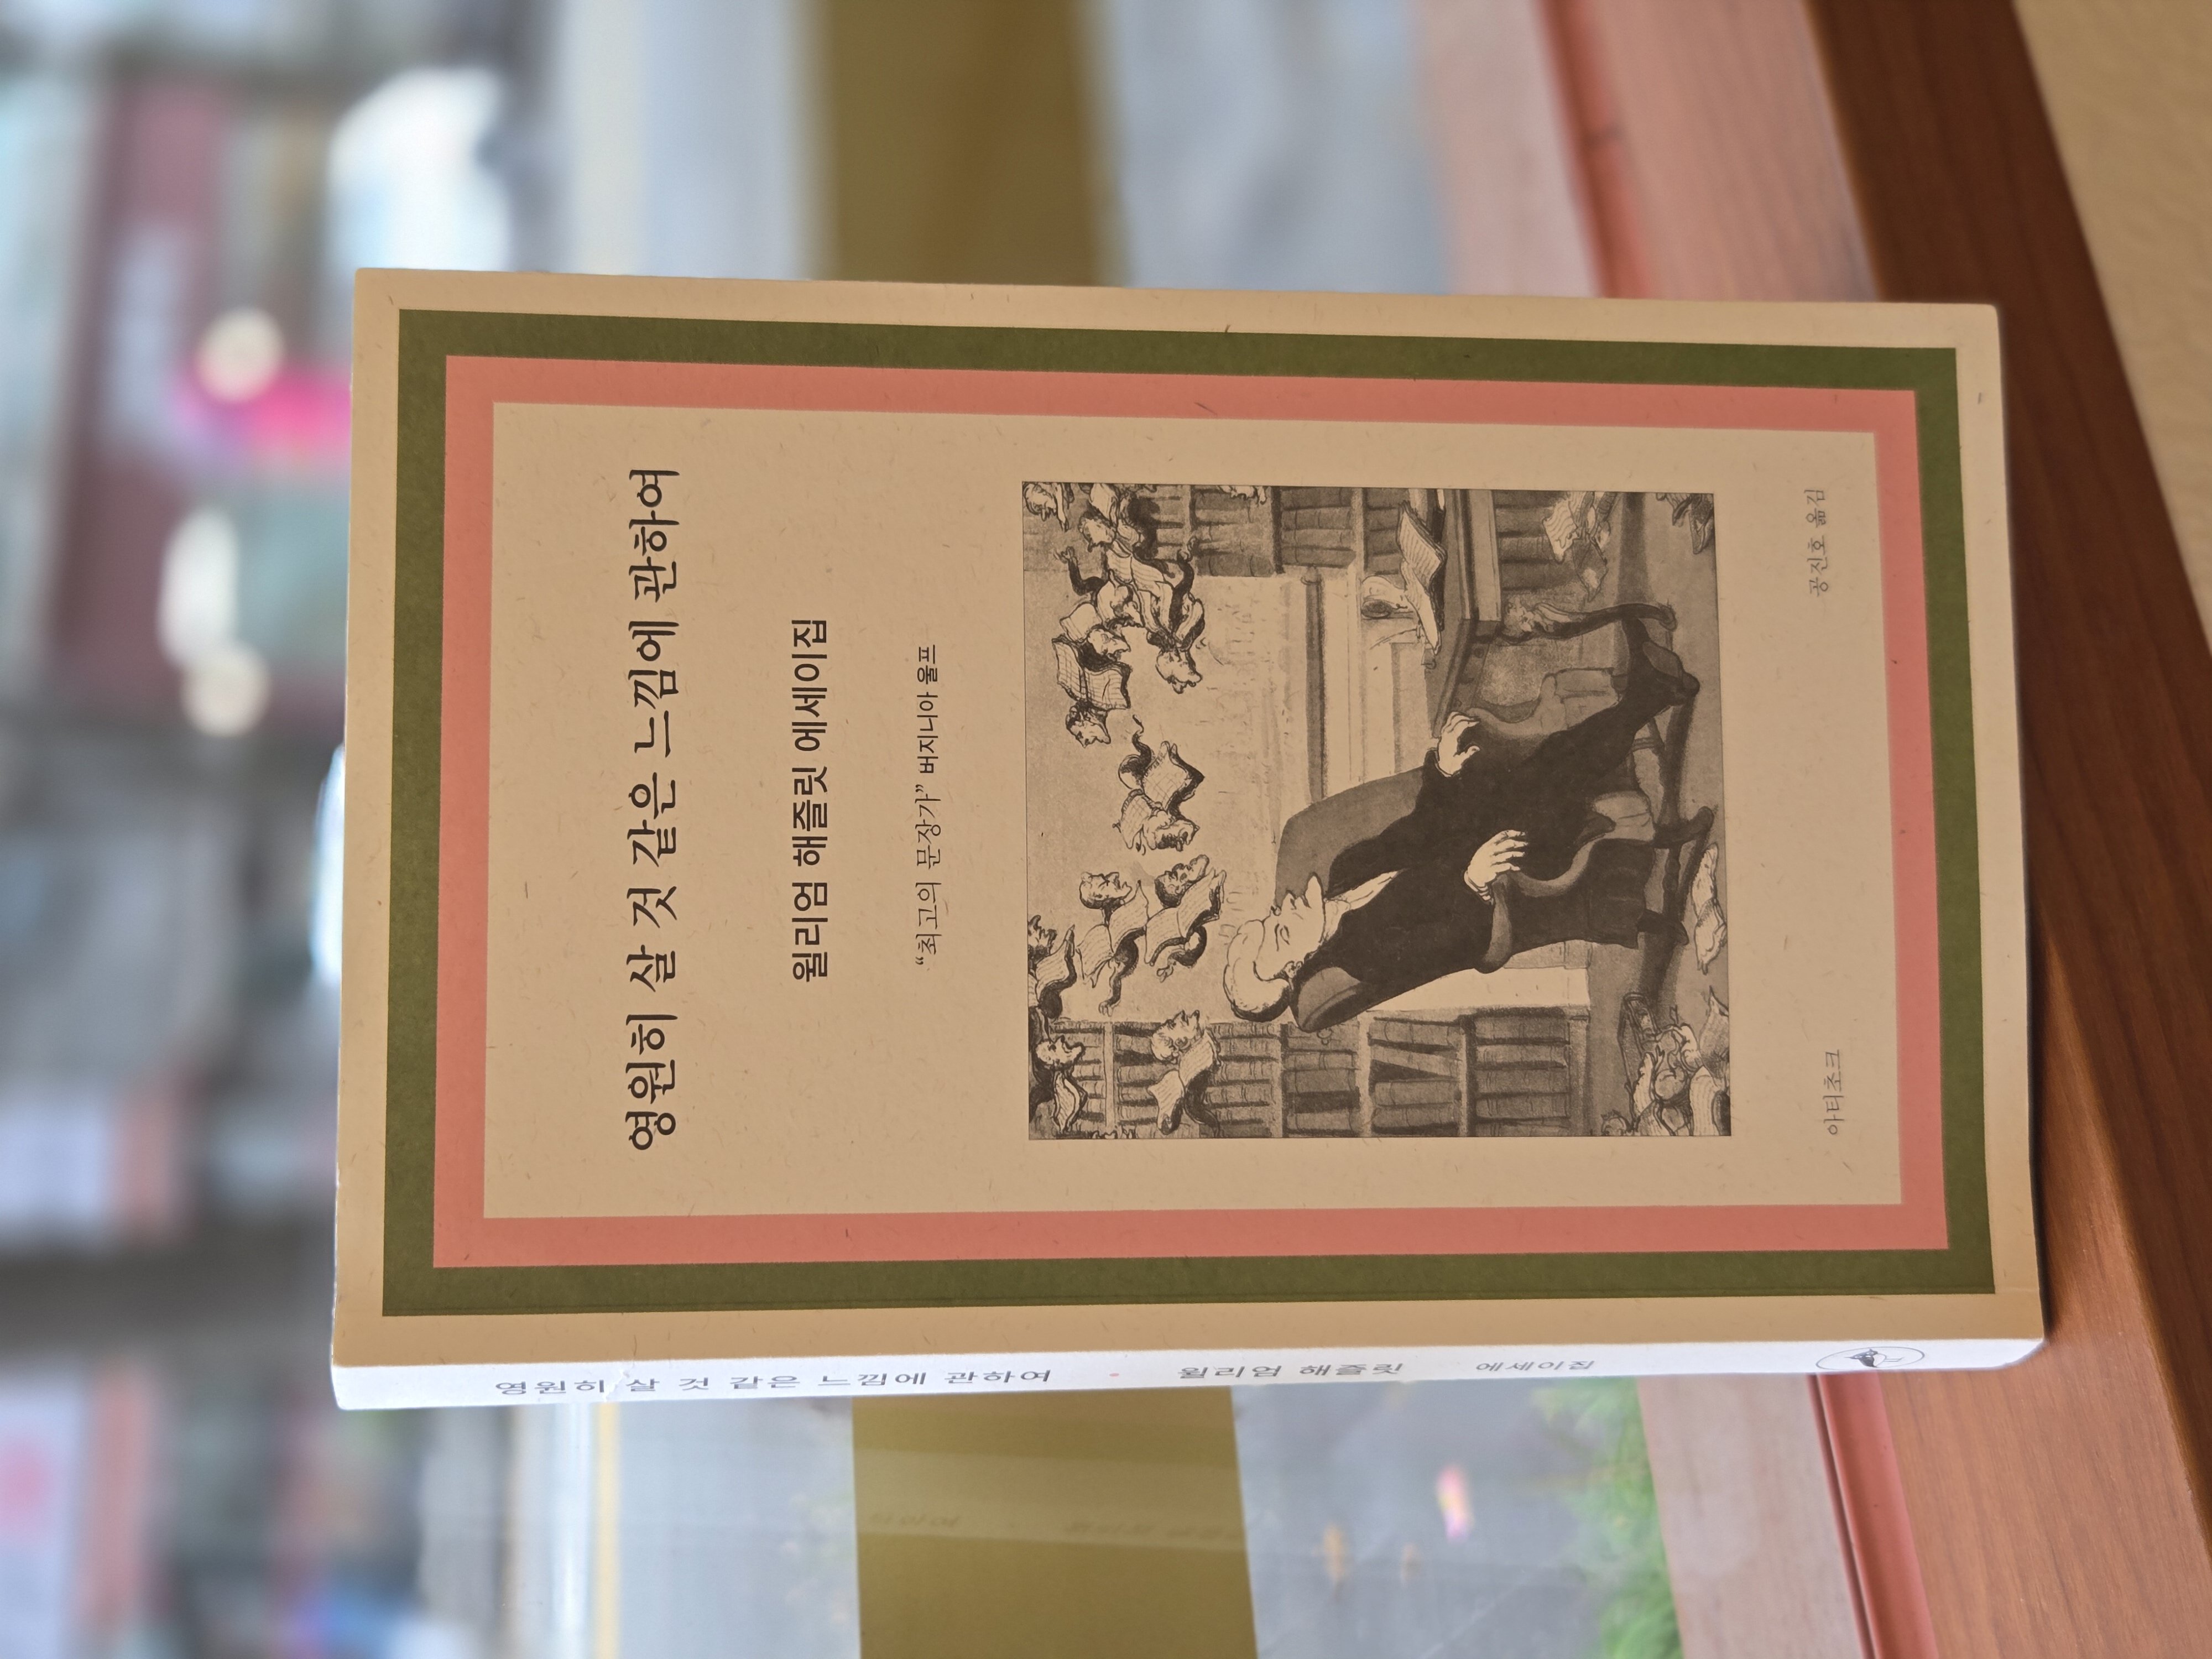 영원히 살 것 같은 느낌에 관하여
윌리엄 해즐릿 에세이집
“최고의 문장가” 버지니아 울프
아티초크
공진호 옮김
영원히 살 것 같은 느낌에 관하여 • 윌리엄 해즐릿 에세이집